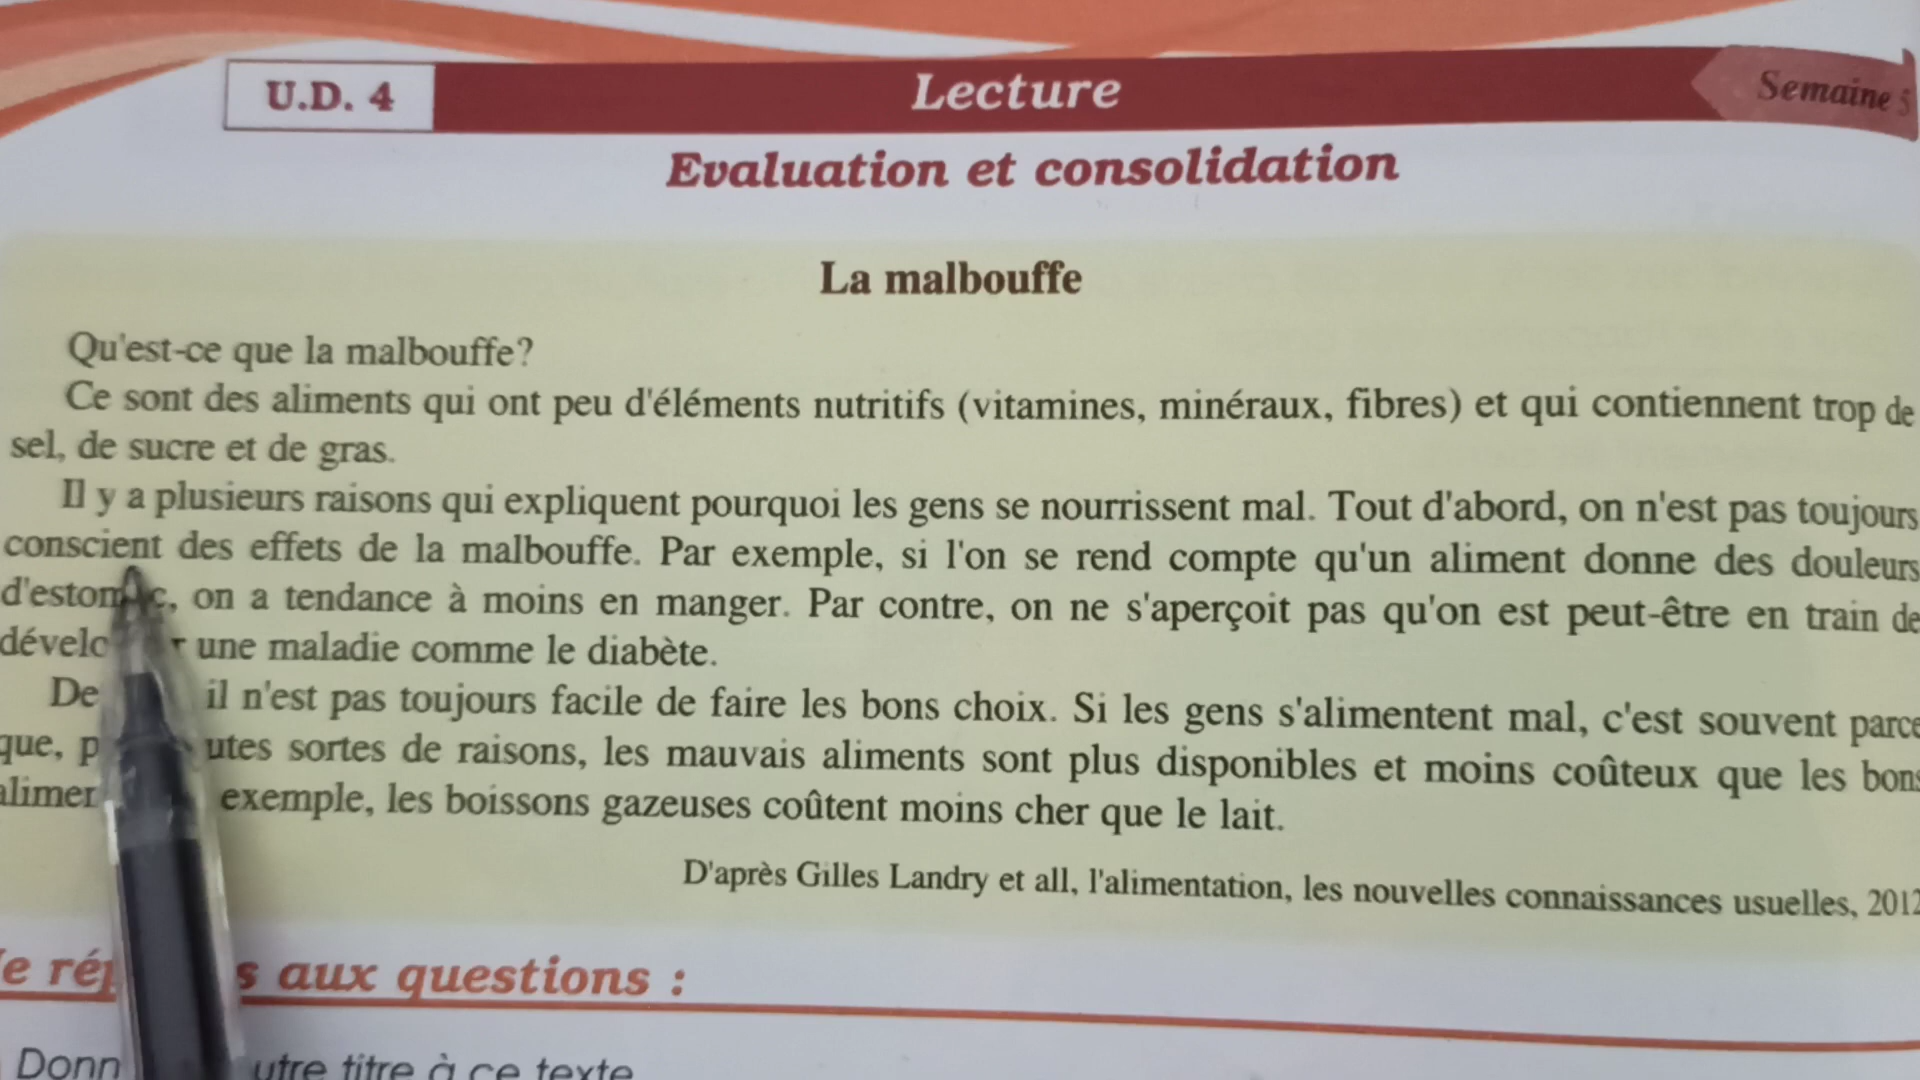 U.D. 4
Lecture
Semaine 5
Evaluation et consolidation
La malbouffe
Qu'est-ce que la malbouffe?
Ce sont des aliments qui ont peu d'éléments nutritifs (vitamines, minéraux, fibres) et qui contiennent trop de
sel, de sucre et de gras.
Il y a plusieurs raisons qui expliquent pourquoi les gens se nourrissent mal. Tout d'abord, on n'est pas toujours
conscient des effets de la malbouffe. Par exemple, si l'on se rend compte qu'un aliment donne des douleurs
d'estomac, on a tendance à moins en manger. Par contre, on ne s'aperçoit pas qu'on est peut-être en train de
une maladie comme le diabète.
De il n'est pas toujours facile de faire les bons choix. Si les gens s'alimentent mal, c'est souvent parce
que, sortes de raisons, les mauvais aliments sont plus disponibles et moins coûteux que les bons
exemple, les boissons gazeuses coûtent moins cher que le lait.
D'après Gilles Landry et all, l'alimentation, les nouvelles connaissances usuelles, 2012
aux questions :
titre à ce texte